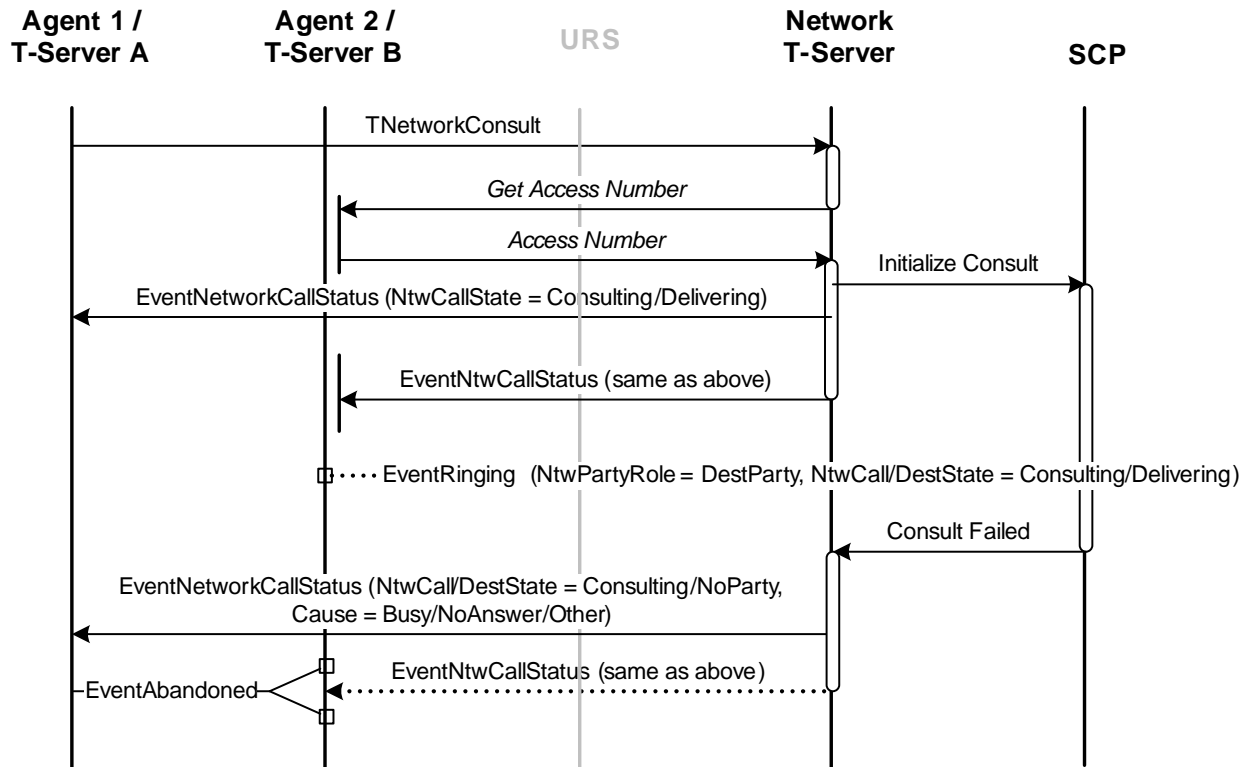 Agent 1 /
T-Server A
Agent 2 /
T-Server B
URS
Network
T-Server
SCP
TNetworkConsult
Get Access Number
Access Number
Initialize Consult
EventNetworkCallStatus (NtwCallState = Consulting/Delivering)
EventNtwCallStatus (same as above)
EventRinging (NtwPartyRole = DestParty, NtwCall/DestState = Consulting/Delivering)
Consult Failed
EventNetworkCallStatus (NtwCall/DestState = Consulting/NoParty,
Cause = Busy/NoAnswer/Other)
EventNtwCallStatus (same as above)
EventAbandoned